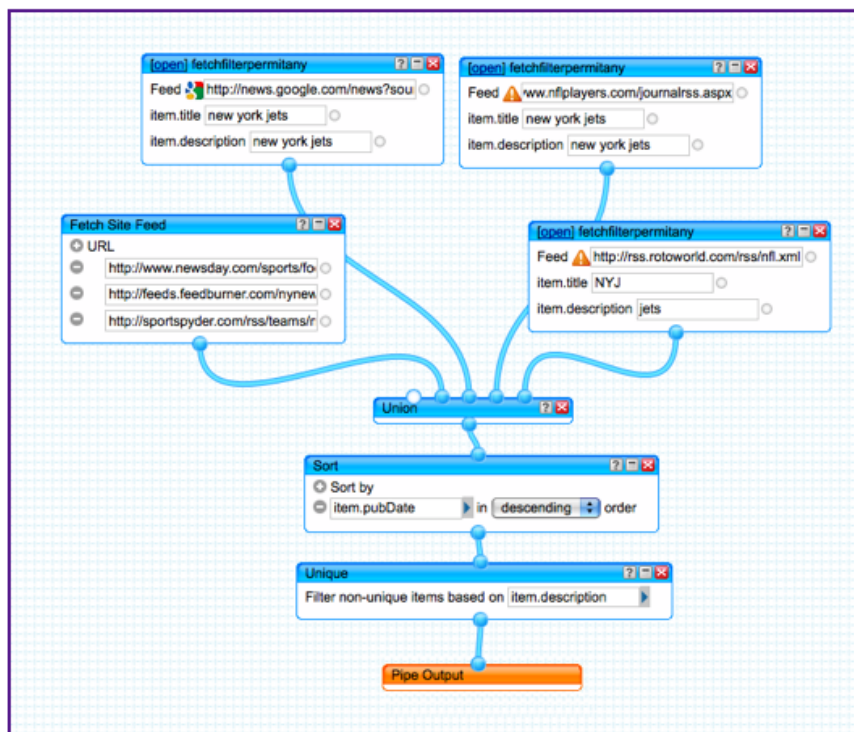 [open] fetchfilterpermitany
Feed http://news.google.com/news?sou
item.title new york jets
item.description new york jets
[open] fetchfilterpermitany
Feed ww.nflplayers.com/journalrss.aspx
item.title new york jets
item.description new york jets
Fetch Site Feed
URL
http://www.newsday.com/sports/fo
http://feeds.feedburner.com/nynew
http://sportspyder.com/rss/teams/r
[open] fetchfilterpermitany
Feed http://rss.rotoworld.com/rss/nfl.xml
item.title NYJ
item.description jets
Union
Sort
Sort by
item.pubDate in descending order
Unique
Filter non-unique items based on item.description
Pipe Output